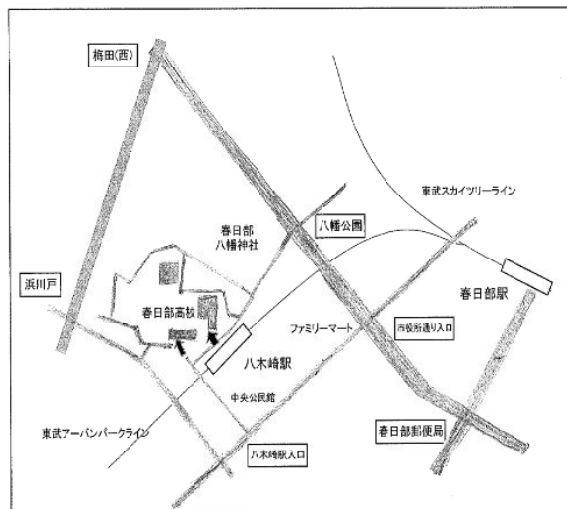 梅田(西)
東武スカイツリーライン
八幡公園
春日部
八幡神社
浜川戸
春日部駅
春日部高校
ファミリーマート
市役所通り入口
八木崎駅
中央公民館
東武アーバンパークライン
春日部郵便局
八木崎駅入口